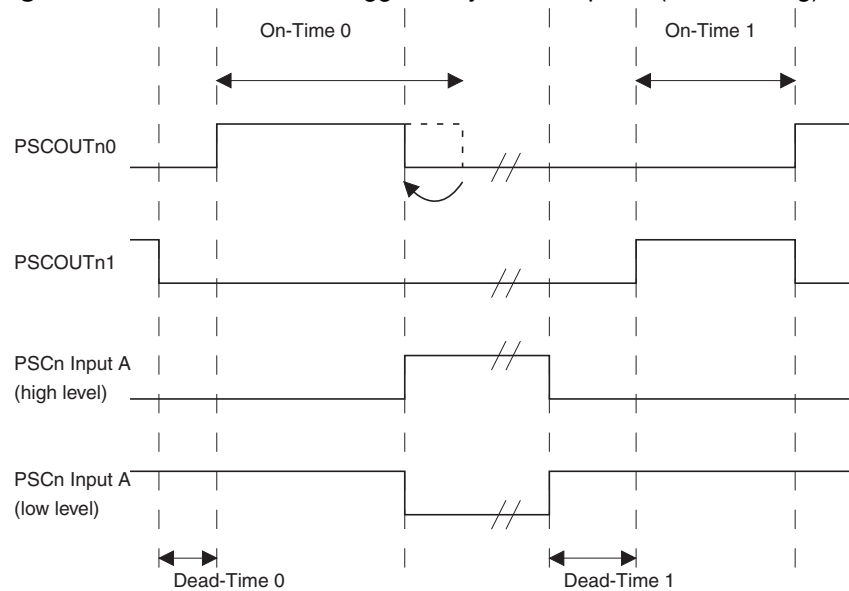 On-Time 0
On-Time 1
PSCOUTn0
PSCOUTn1
PSCn Input A
(high level)
PSCn Input A
(low level)
Dead-Time 0
Dead-Time 1